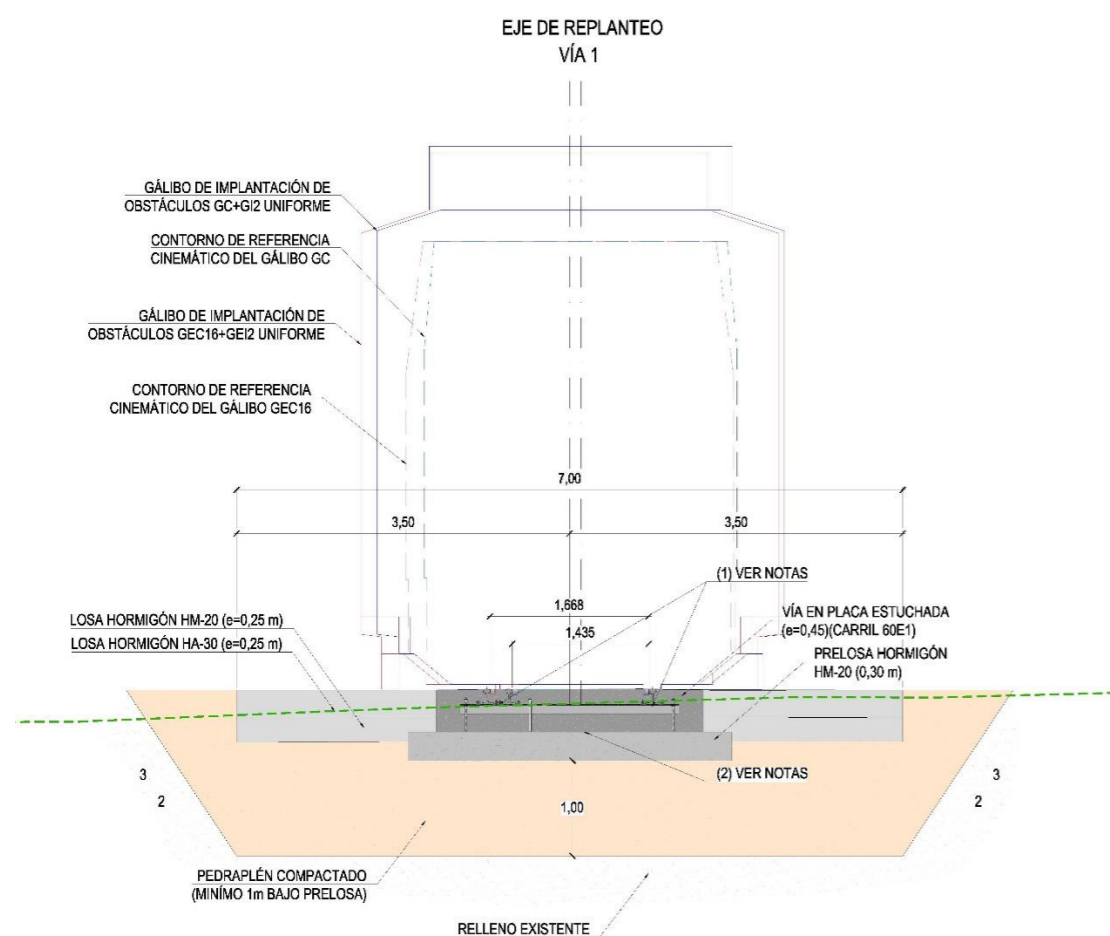 EJE DE REPLANTEO
VÍA 1
GÁLIBO DE IMPLANTACIÓN DE
OBSTÁCULOS GC+GI2 UNIFORME
CONTORNO DE REFERENCIA
CINEMÁTICO DEL GÁLIBO GC
GÁLIBO DE IMPLANTACIÓN DE
OBSTÁCULOS GEC16+GEI2 UNIFORME
CONTORNO DE REFERENCIA
CINEMÁTICO DEL GÁLIBO GEC16
7,00
3,50
3,50
(1) VER NOTAS
1,668
1,435
VÍA EN PLACA ESTUCHADA
(e=0,45)(CARRIL 60E1)
LOSA HORMIGÓN HM-20 (e=0,25 m)
LOSA HORMIGÓN HA-30 (e=0,25 m)
PRELOSA HORMIGÓN
HM-20 (0,30 m)
(2) VER NOTAS
3
2
3
2
1,00
PEDRAPLÉN COMPACTADO
(MINÍMO 1m BAJO PRELOSA)
RELLENO EXISTENTE